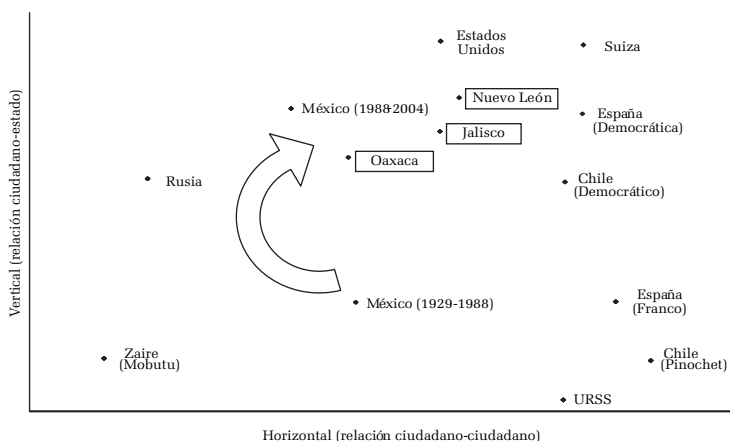 Estados
Unidos
Suiza
Nuevo León
México (1988-2004)
España
(Democrática)
Jalisco
Oaxaca
Rusia
Chile
(Democrático)
Vertical (relación ciudadano-estado)
México (1929-1988)
España
(Franco)
Zaire
(Mobutu)
Chile
(Pinochet)
URSS
Horizontal (relación ciudadano-ciudadano)